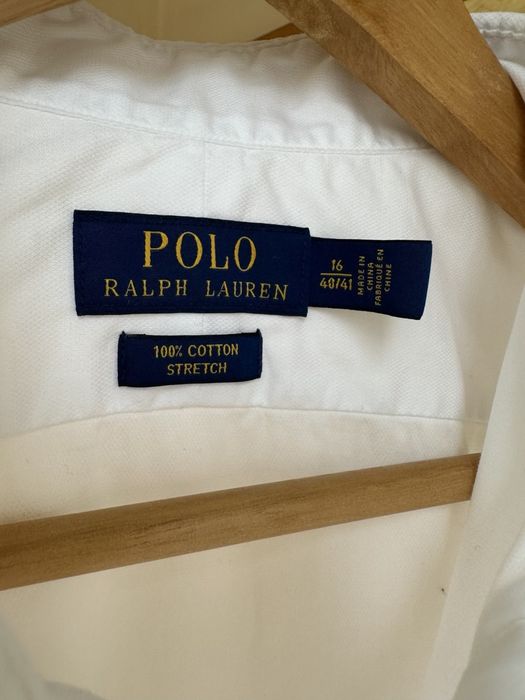 POLO
RALPH LAUREN
16
40/41
MADE IN
CHINA
FABRIQUÉ EN
CHINE
100% COTTON
STRETCH